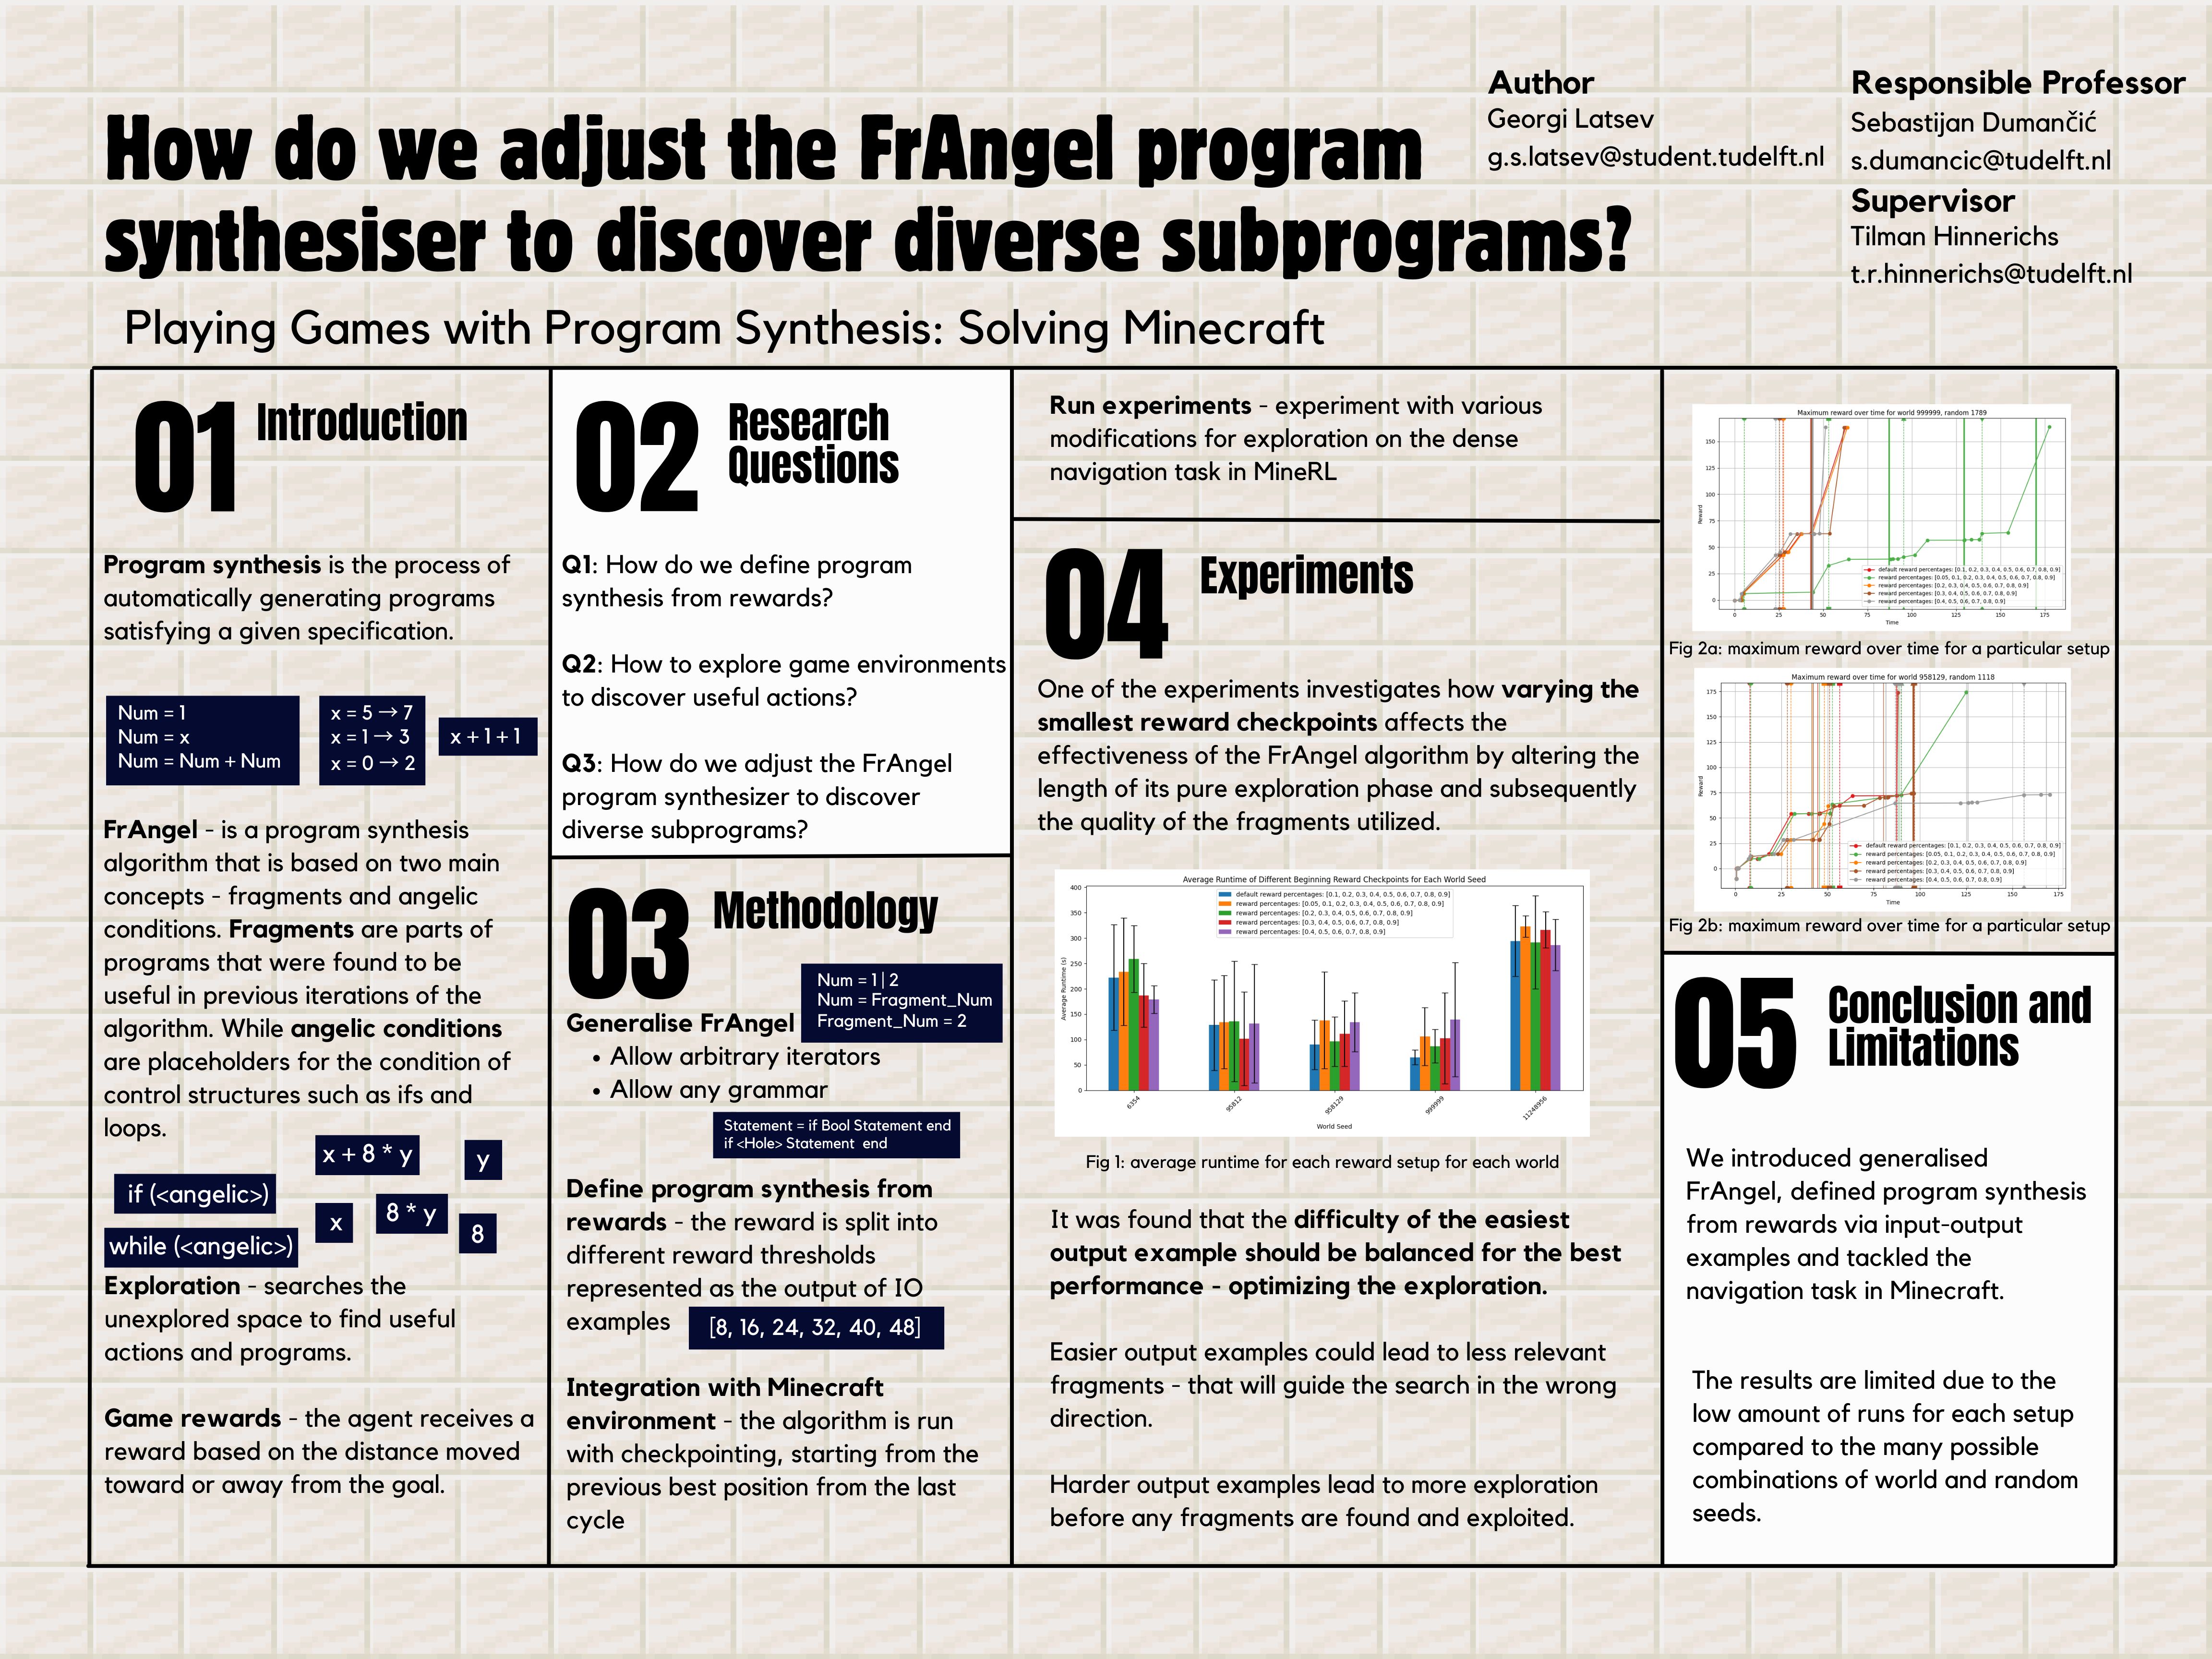 How do we adjust the FrAngel program
synthesiser to discover diverse subprograms?
Playing Games with Program Synthesis: Solving Minecraft
Author
Georgi Latsev
g.s.latsev@student.tudelft.nl
Responsible Professor
Sebastijan Dumančić
s.dumancic@tudelft.nl
Supervisor
Tilman Hinnerichs
t.r.hinnerichs@tudelft.nl
01 Introduction
Program synthesis is the process of
automatically generating programs
satisfying a given specification.
Num = 1
Num = x
Num = Num + Num
x = 5 → 7
x = 1 → 3
x = 0 → 2
x + 1 + 1
FrAngel - is a program synthesis
algorithm that is based on two main
concepts - fragments and angelic
conditions. Fragments are parts of
programs that were found to be
useful in previous iterations of the
algorithm. While angelic conditions
are placeholders for the condition of
control structures such as ifs and
loops.
if (<angelic>)
while (<angelic>)
x + 8 * y
y
x
8 * y
8
Exploration - searches the
unexplored space to find useful
actions and programs.
Game rewards - the agent receives a
reward based on the distance moved
toward or away from the goal.
02 Research
Questions
Q1: How do we define program
synthesis from rewards?
Q2: How to explore game environments
to discover useful actions?
Q3: How do we adjust the FrAngel
program synthesizer to discover
diverse subprograms?
03 Methodology
Num = 1 | 2
Num = Fragment_Num
Fragment_Num = 2
Generalise FrAngel
• Allow arbitrary iterators
• Allow any grammar
Statement = if Bool Statement end
if <Hole> Statement end
Define program synthesis from
rewards - the reward is split into
different reward thresholds
represented as the output of IO
examples
[8, 16, 24, 32, 40, 48]
Integration with Minecraft
environment - the algorithm is run
with checkpointing, starting from the
previous best position from the last
cycle
Run experiments - experiment with various
modifications for exploration on the dense
navigation task in MineRL
04 Experiments
One of the experiments investigates how varying the
smallest reward checkpoints affects the
effectiveness of the FrAngel algorithm by altering the
length of its pure exploration phase and subsequently
the quality of the fragments utilized.
Average Runtime of Different Beginning Reward Checkpoints for Each World Seed
default reward percentages: [0.1, 0.2, 0.3, 0.4, 0.5, 0.6, 0.7, 0.8, 0.9]
reward percentages: [0.05, 0.1, 0.2, 0.3, 0.4, 0.5, 0.6, 0.7, 0.8, 0.9]
reward percentages: [0.2, 0.3, 0.4, 0.5, 0.6, 0.7, 0.8, 0.9]
reward percentages: [0.3, 0.4, 0.5, 0.6, 0.7, 0.8, 0.9]
reward percentages: [0.4, 0.5, 0.6, 0.7, 0.8, 0.9]
Average Runtime (s)
400
350
300
250
200
150
100
50
0
6354
95812
958129
999999
11248956
World Seed
Fig 1: average runtime for each reward setup for each world
It was found that the difficulty of the easiest
output example should be balanced for the best
performance - optimizing the exploration.
Easier output examples could lead to less relevant
fragments - that will guide the search in the wrong
direction.
Harder output examples lead to more exploration
before any fragments are found and exploited.
Maximum reward over time for world 999999, random 1789
Reward
150
125
100
75
50
25
0
default reward percentages: [0.1, 0.2, 0.3, 0.4, 0.5, 0.6, 0.7, 0.8, 0.9]
reward percentages: [0.05, 0.1, 0.2, 0.3, 0.4, 0.5, 0.6, 0.7, 0.8, 0.9]
reward percentages: [0.2, 0.3, 0.4, 0.5, 0.6, 0.7, 0.8, 0.9]
reward percentages: [0.3, 0.4, 0.5, 0.6, 0.7, 0.8, 0.9]
reward percentages: [0.4, 0.5, 0.6, 0.7, 0.8, 0.9]
0 25 50 75 100 125 150 175
Time
Fig 2a: maximum reward over time for a particular setup
Maximum reward over time for world 958129, random 1118
Reward
175
150
125
100
75
50
25
0
default reward percentages: [0.1, 0.2, 0.3, 0.4, 0.5, 0.6, 0.7, 0.8, 0.9]
reward percentages: [0.05, 0.1, 0.2, 0.3, 0.4, 0.5, 0.6, 0.7, 0.8, 0.9]
reward percentages: [0.2, 0.3, 0.4, 0.5, 0.6, 0.7, 0.8, 0.9]
reward percentages: [0.3, 0.4, 0.5, 0.6, 0.7, 0.8, 0.9]
reward percentages: [0.4, 0.5, 0.6, 0.7, 0.8, 0.9]
0 25 50 75 100 125 150 175
Time
Fig 2b: maximum reward over time for a particular setup
05 Conclusion and
Limitations
We introduced generalised
FrAngel, defined program synthesis
from rewards via input-output
examples and tackled the
navigation task in Minecraft.
The results are limited due to the
low amount of runs for each setup
compared to the many possible
combinations of world and random
seeds.